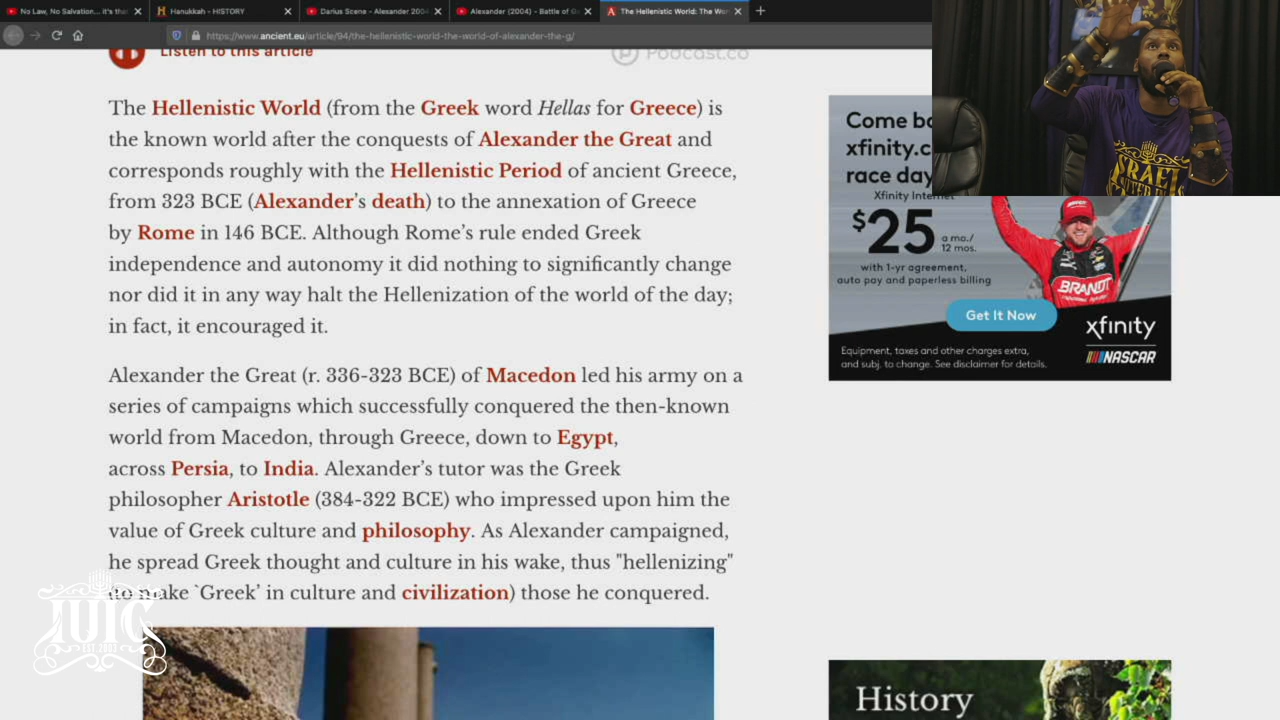 No Law, No Salvation... it's tha
Hanukkah - HISTORY
Darius Scene - Alexander 2004
Alexander (2004) - Battle of Ga
The Hellenistic World: The Wor
https://www.ancient.eu/article/94/the-hellenistic-world-the-world-of-alexander-the-g/
Listen to this article
Podcast.co
The Hellenistic World (from the Greek word Hellas for Greece) is
the known world after the conquests of Alexander the Great and
corresponds roughly with the Hellenistic Period of ancient Greece,
from 323 BCE (Alexander's death) to the annexation of Greece
by Rome in 146 BCE. Although Rome's rule ended Greek
independence and autonomy it did nothing to significantly change
nor did it in any way halt the Hellenization of the world of the day;
in fact, it encouraged it.
Alexander the Great (r. 336-323 BCE) of Macedon led his army on a
series of campaigns which successfully conquered the then-known
world from Macedon, through Greece, down to Egypt,
across Persia, to India. Alexander's tutor was the Greek
philosopher Aristotle (384-322 BCE) who impressed upon him the
value of Greek culture and philosophy. As Alexander campaigned,
he spread Greek thought and culture in his wake, thus "hellenizing"
make `Greek' in culture and civilization) those he conquered.
IUIC
EST. 2003
Come ba
xfinity.c
race day
Xfinity Internet
$25 a mo./
12 mos.
with 1-yr agreement,
auto pay and paperless billing
BRANDT
Get It Now
xfinity
NASCAR
Equipment, taxes and other charges extra,
and subj. to change. See disclaimer for details.
ISRAEL
UNITED IN
History